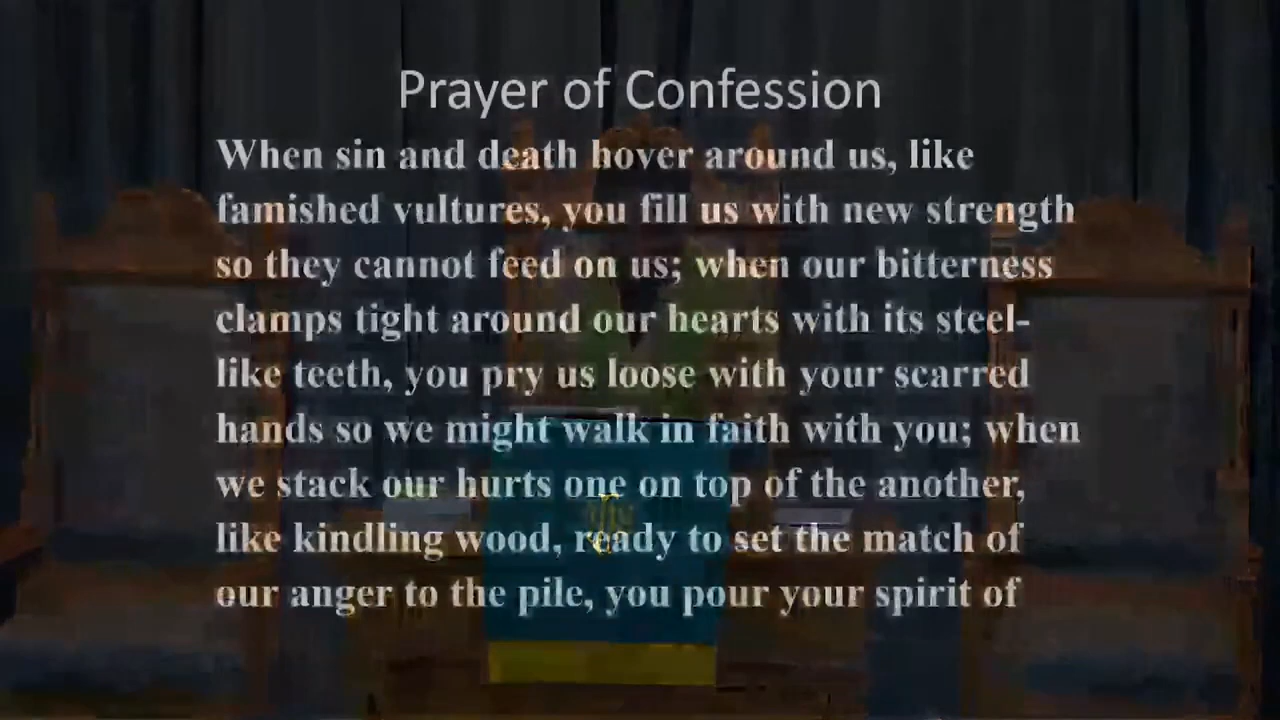 Prayer of Confession
When sin and death hover around us, like
famished vultures, you fill us with new strength
so they cannot feed on us; when our bitterness
clamps tight around our hearts with its steel-
like teeth, you pry us loose with your scarred
hands so we might walk in faith with you; when
we stack our hurts one on top of the another,
like kindling wood, ready to set the match of
our anger to the pile, you pour your spirit of